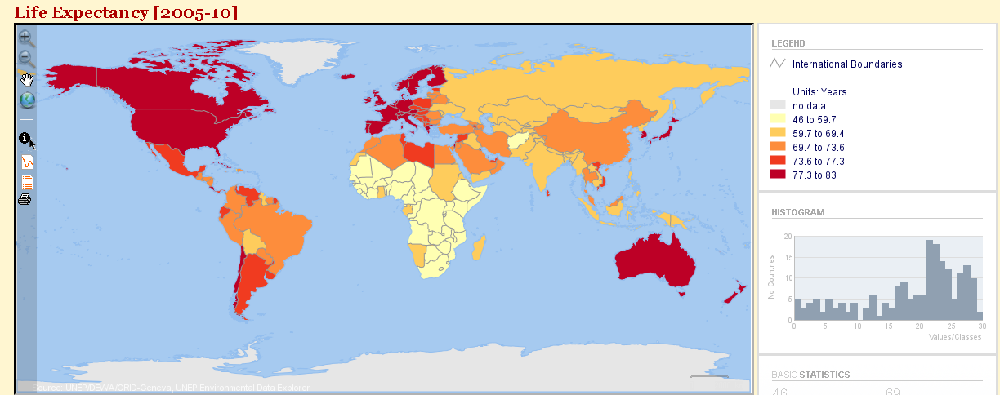 Life Expectancy [2005-10]
LEGEND
International Boundaries
Units: Years
no data
46 to 59.7
59.7 to 69.4
69.4 to 73.6
73.6 to 77.3
77.3 to 83
HISTOGRAM
No Countries
20
15
10
5
0
0 5 10 15 20 25 30
Values/Classes
Source: UNEP/DEWA/GRID-Geneva, UNEP Environmental Data Explorer
BASIC STATISTICS
46 69